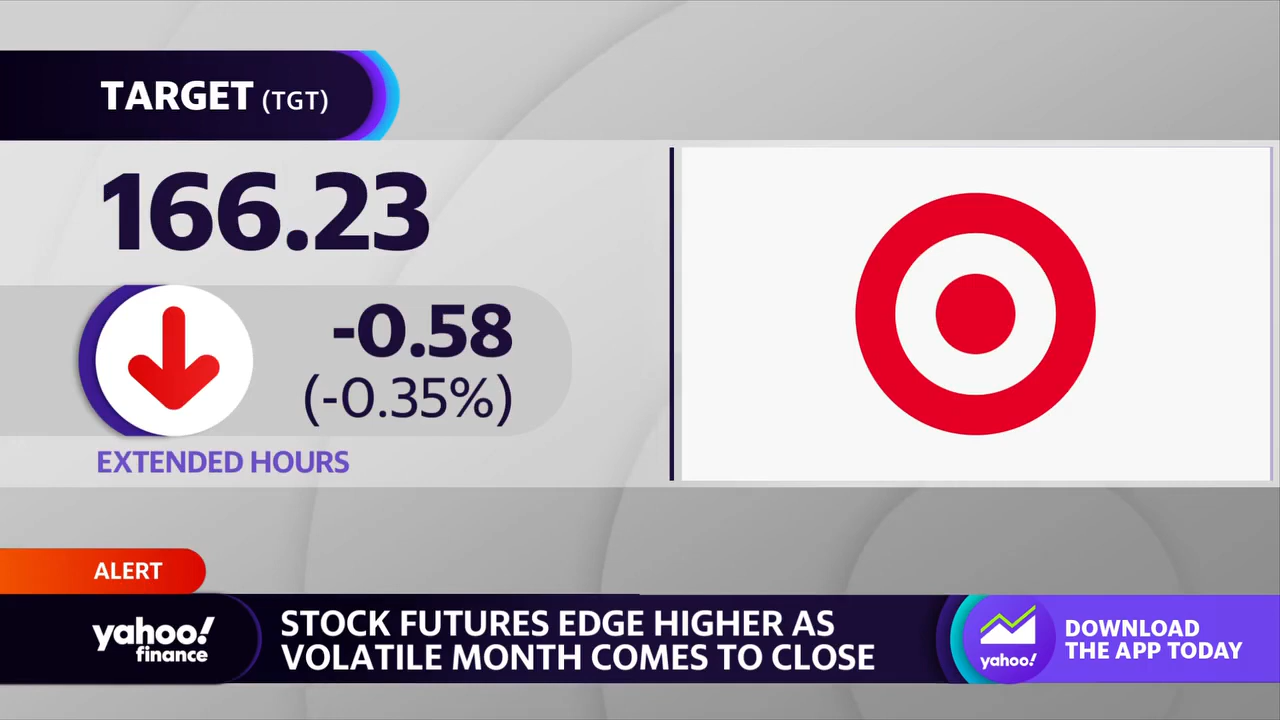 TARGET (TGT)
166.23
-0.58
(-0.35%)
EXTENDED HOURS
ALERT
yahoo!
finance
STOCK FUTURES EDGE HIGHER AS
VOLATILE MONTH COMES TO CLOSE
yahoo!
DOWNLOAD
THE APP TODAY